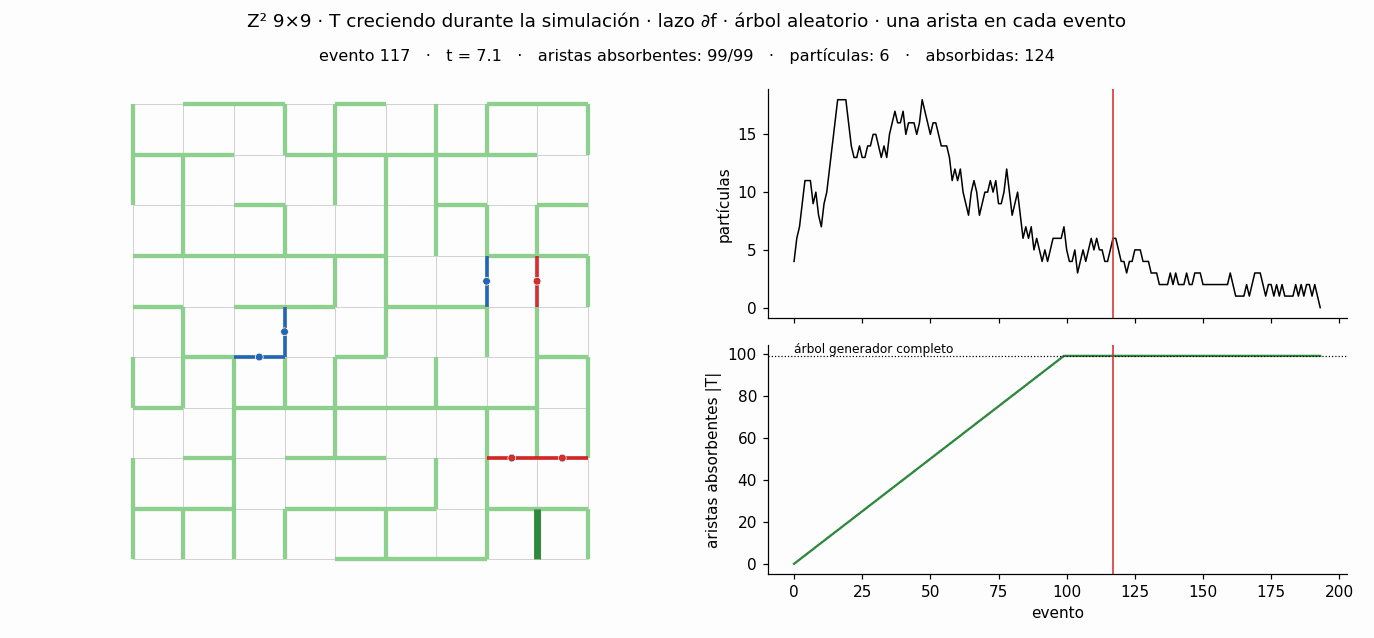 Z² 9×9 · T creciendo durante la simulación · lazo ∂f · árbol aleatorio · una arista en cada evento
evento 117 · t = 7.1 · aristas absorbentes: 99/99 · partículas: 6 · absorbidas: 124
15
10
5
0
partículas
árbol generador completo
100
80
60
40
20
0
aristas absorbentes |T|
0 25 50 75 100 125 150 175 200
evento